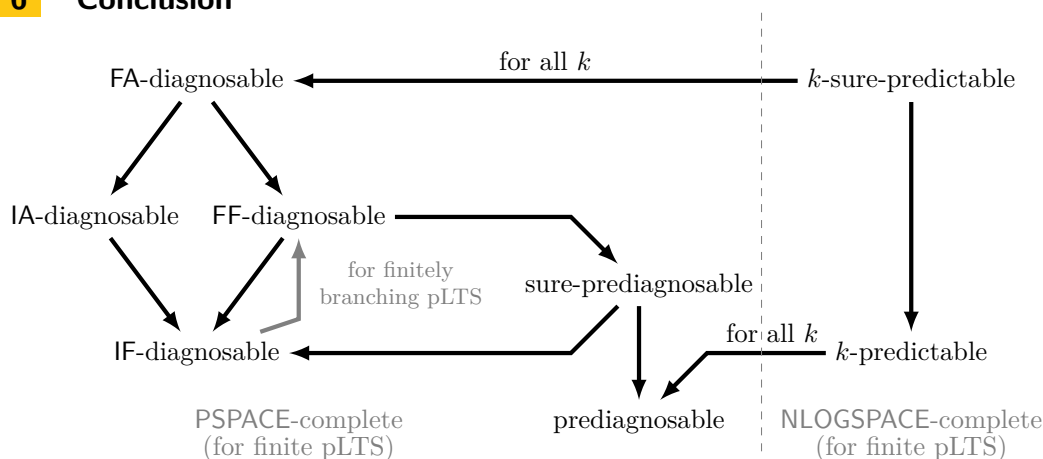 6 Conclusion
for all k
FA-diagnosable
k-sure-predictable
IA-diagnosable
FF-diagnosable
for finitely
branching pLTS
sure-prediagnosable
for all k
IF-diagnosable
k-predictable
PSPACE-complete
(for finite pLTS)
prediagnosable
NLOGSPACE-complete
(for finite pLTS)